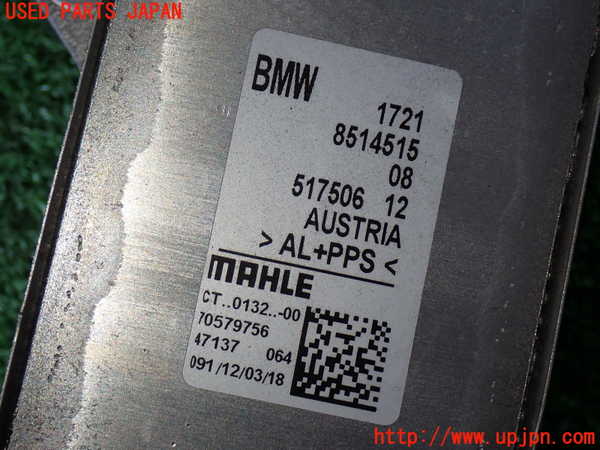 USED PARTS JAPAN
BMW
1721
8514515
08
517506 12
AUSTRIA
> AL+PPS <
MAHLE
CT..0132..-00
70579756
47137 064
091/12/03/18
http://www.upjpn.com/